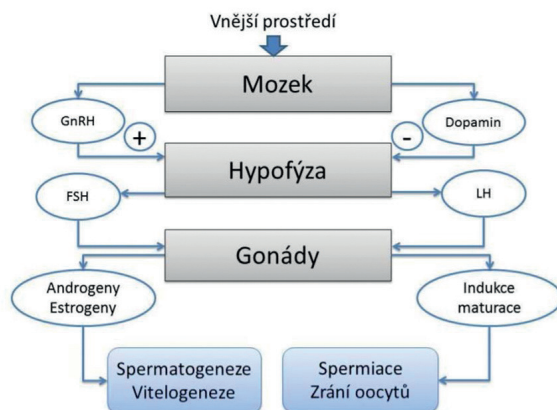 Vnější prostředí
Mozek
GnRH
+
-
Dopamin
Hypofýza
FSH
LH
Gonády
Androgeny
Estrogeny
Indukce
maturace
Spermatogeneze
Vitelogeneze
Spermiace
Zrání oocytů